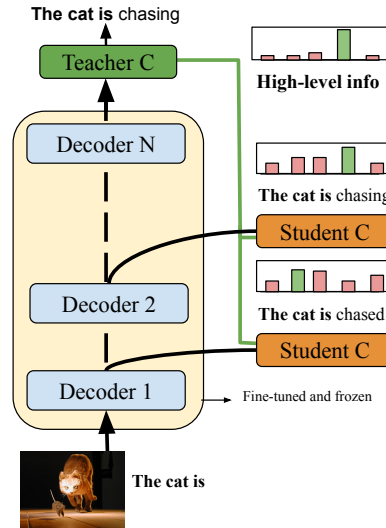 The cat is chasing
Teacher C
High-level info
Decoder N
The cat is chasing
Student C
Decoder 2
The cat is chased
Student C
Decoder 1
Fine-tuned and frozen
The cat is